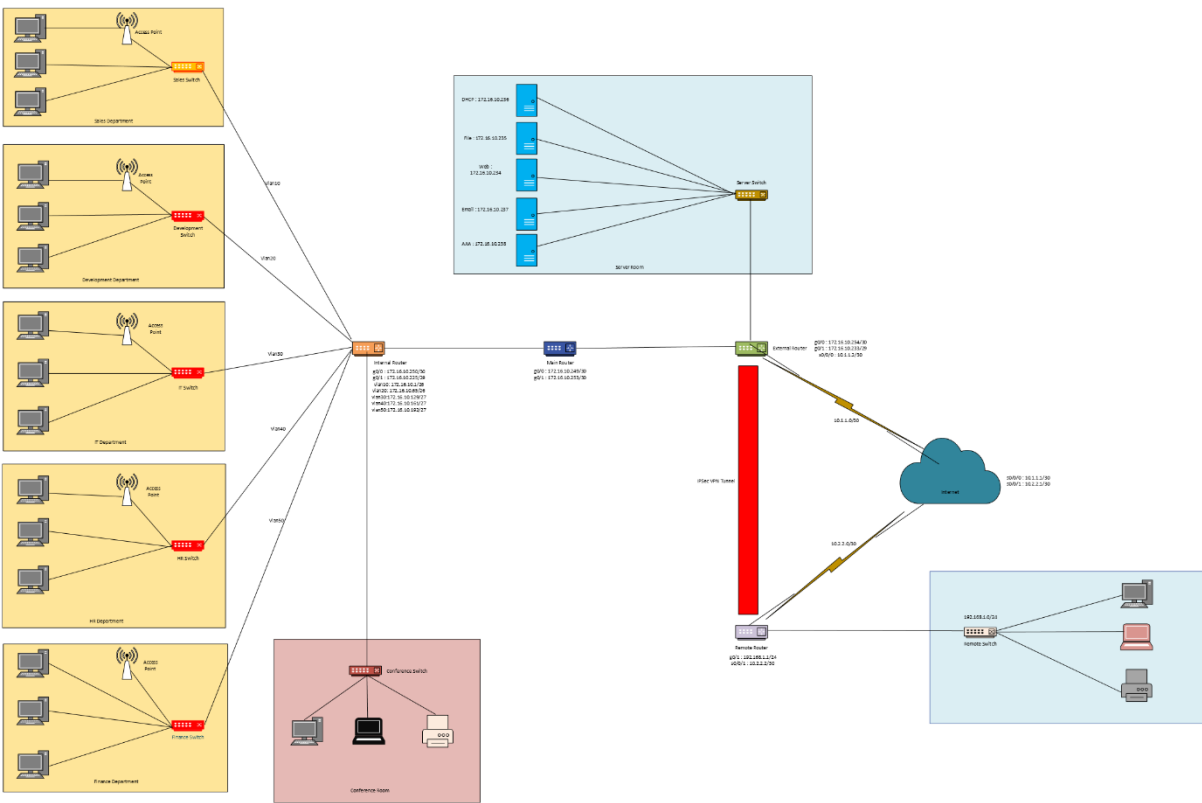 Access Point
Sales Switch
Sales Department
Access
Point
Development
Switch
Development Department
Access
Point
IT Switch
IT Department
Access
Point
HR Switch
HR Department
Access
Point
Finance Switch
Finance Department
Vlan10
Vlan20
Vlan30
Vlan40
Vlan50
Internal Router
g0/0 : 172.16.10.250/30
g0/1 : 172.16.10.225/28
vlan10: 172.16.10.1/26
vlan20: 172.16.10.65/26
vlan30:172.16.10.129/27
vlan40:172.16.10.161/27
vlan50:172.16.10.193/27
Main Router
g0/0 : 172.16.10.249/30
g0/1 : 172.16.10.253/30
Conference Switch
Conference Room
DHCP : 172.16.10.236
File : 172.16.10.235
Web :
172.16.10.234
Email : 172.16.10.237
AAA : 172.16.10.238
Server Switch
Server Room
External Router
g0/0 : 172.16.10.254/30
g0/1 : 172.16.10.233/29
s0/0/0 : 10.1.1.2/30
10.1.1.0/30
IPSec VPN Tunnel
Internet
s0/0/0 : 10.1.1.1/30
s0/0/1 : 10.2.2.1/30
10.2.2.0/30
Remote Router
g0/1 : 192.168.1.1/24
s0/0/1 : 10.2.2.2/30
192.168.1.0/24
Remote Switch